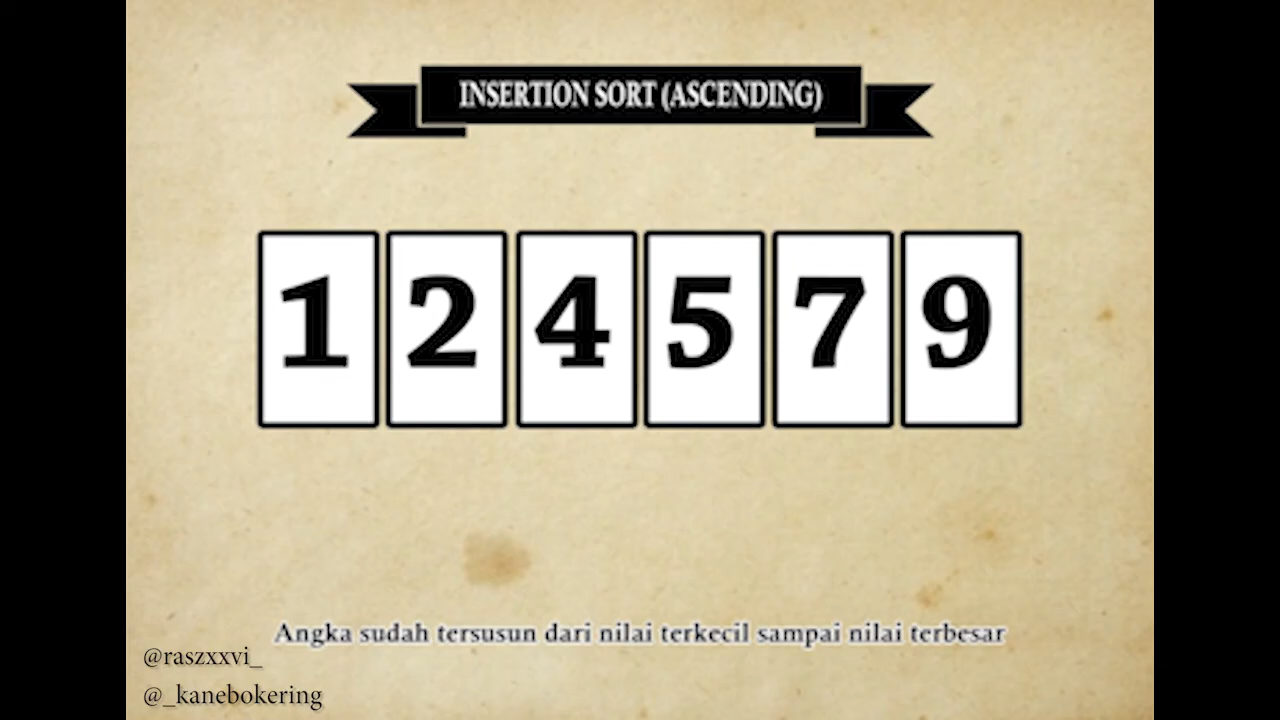 INSERTION SORT (ASCENDING)
1 2 4 5 7 9
Angka sudah tersusun dari nilai terkecil sampai nilai terbesar
@raszxxvi_
@_kanebokering